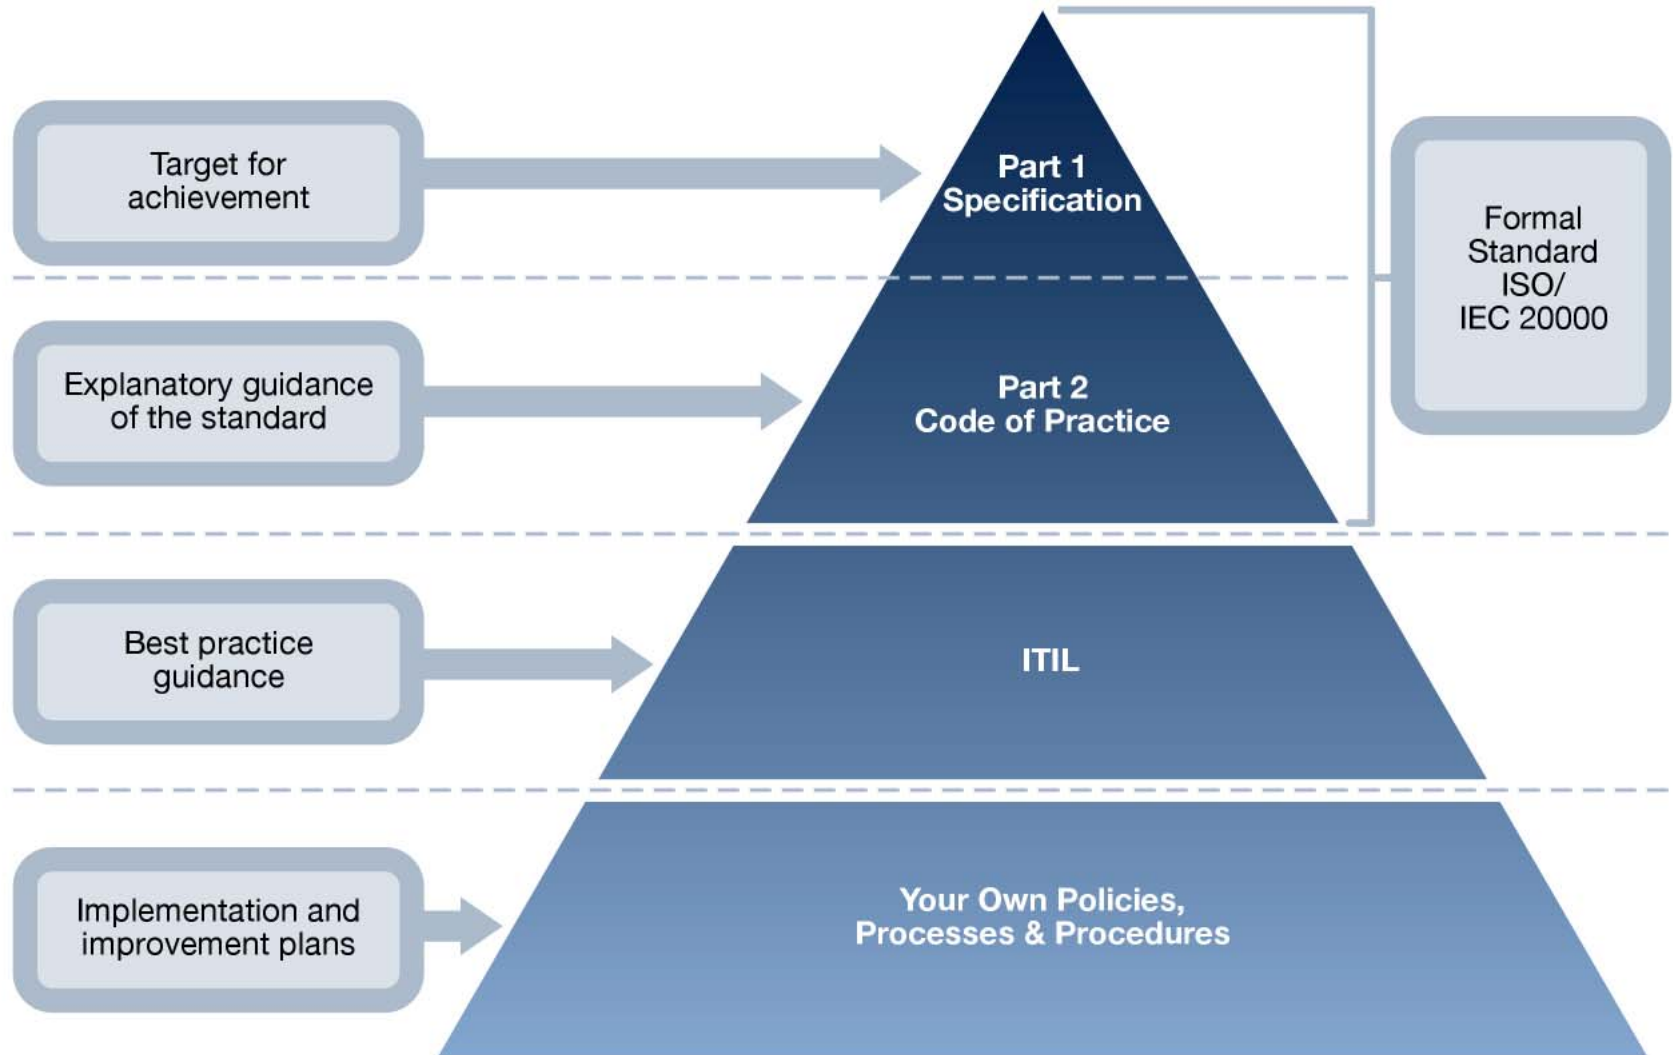 Target for
achievement
Part 1
Specification
Formal
Standard
ISO/
IEC 20000
Explanatory guidance
of the standard
Part 2
Code of Practice
Best practice
guidance
ITIL
Implementation and
improvement plans
Your Own Policies,
Processes & Procedures